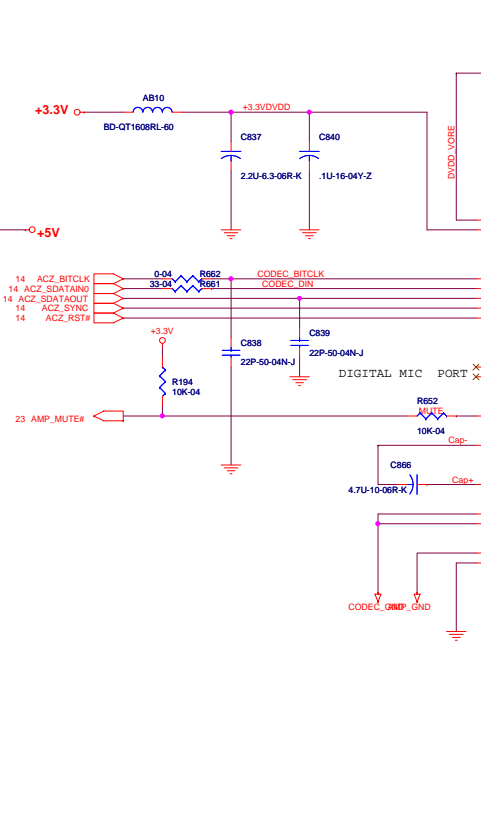 AB10
+3.3V
+3.3VDVDD
BD-QT1608RL-60
C837
C840
2.2U-6.3-06R-K
.1U-16-04Y-Z
DVDD_VORE
+5V
14 ACZ_BITCLK 0-04 R662 CODEC_BITCLK
14 ACZ_SDATAIN0 33-04 R661 CODEC_DIN
14 ACZ_SDATAOUT
14 ACZ_SYNC
14 ACZ_RST#
+3.3V
C838
C839
22P-50-04N-J
22P-50-04N-J
DIGITAL MIC PORT
R194
10K-04
R652
MUTE
23 AMP_MUTE#
10K-04
Cap-
C866
Cap+
4.7U-10-06R-K
CODEC_GND
AMP_GND